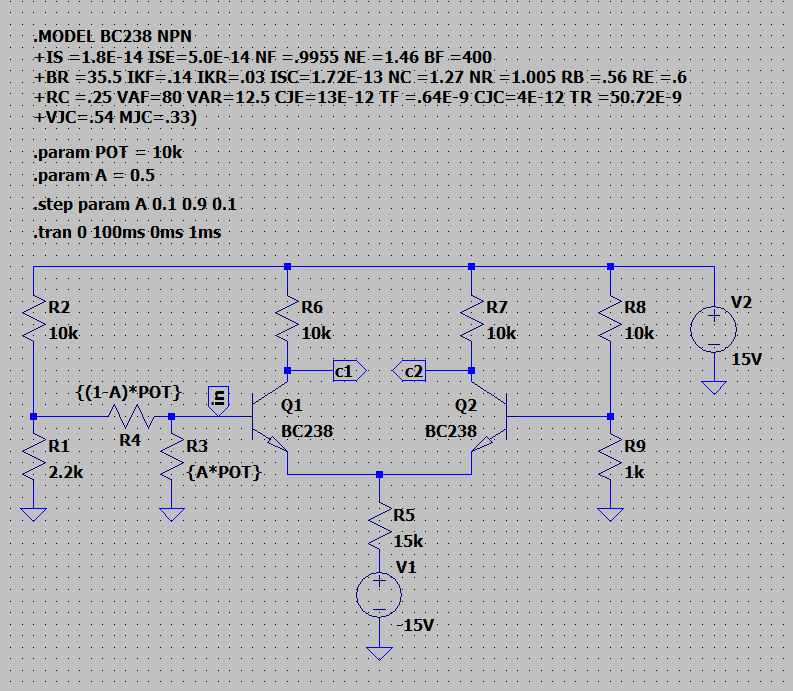 .MODEL BC238 NPN
+IS =1.8E-14 ISE=5.0E-14 NF =.9955 NE =1.46 BF =400
+BR =35.5 IKF=.14 IKR=.03 ISC=1.72E-13 NC =1.27 NR =1.005 RB =.56 RE =.6
+RC =.25 VAF=80 VAR=12.5 CJE=13E-12 TF =.64E-9 CJC=4E-12 TR =50.72E-9
+VJC=.54 MJC=.33)
.param POT = 10k
.param A = 0.5
.step param A 0.1 0.9 0.1
.tran 0 100ms 0ms 1ms
R2
10k
R6
10k
R7
10k
R8
10k
V2
15V
c1
c2
{(1-A)*POT}
R4
in
Q1
BC238
Q2
BC238
R1
2.2k
R3
{A*POT}
R9
1k
R5
15k
V1
-15V